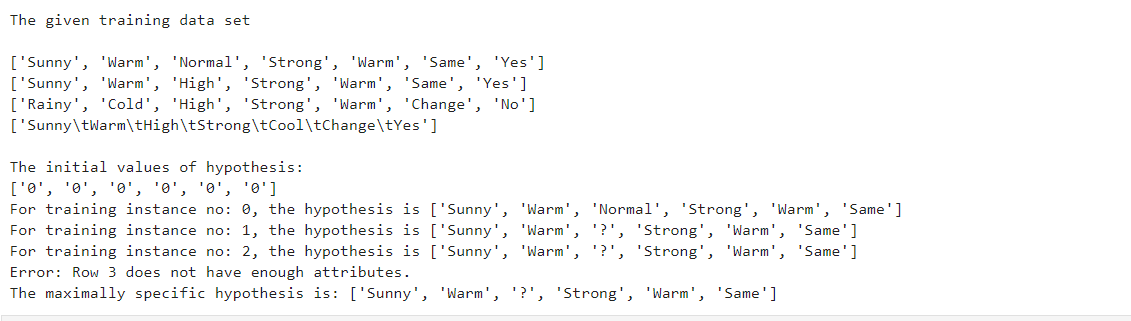 The given training data set
['Sunny', 'Warm', 'Normal', 'Strong', 'Warm', 'Same', 'Yes']
['Sunny', 'Warm', 'High', 'Strong', 'Warm', 'Same', 'Yes']
['Rainy', 'Cold', 'High', 'Strong', 'Warm', 'Change', 'No']
['Sunny\tWarm\tHigh\tStrong\tCool\tChange\tYes']
The initial values of hypothesis:
['0', '0', '0', '0', '0', '0']
For training instance no: 0, the hypothesis is ['Sunny', 'Warm', 'Normal', 'Strong', 'Warm', 'Same']
For training instance no: 1, the hypothesis is ['Sunny', 'Warm', '?', 'Strong', 'Warm', 'Same']
For training instance no: 2, the hypothesis is ['Sunny', 'Warm', '?', 'Strong', 'Warm', 'Same']
Error: Row 3 does not have enough attributes.
The maximally specific hypothesis is: ['Sunny', 'Warm', '?', 'Strong', 'Warm', 'Same']